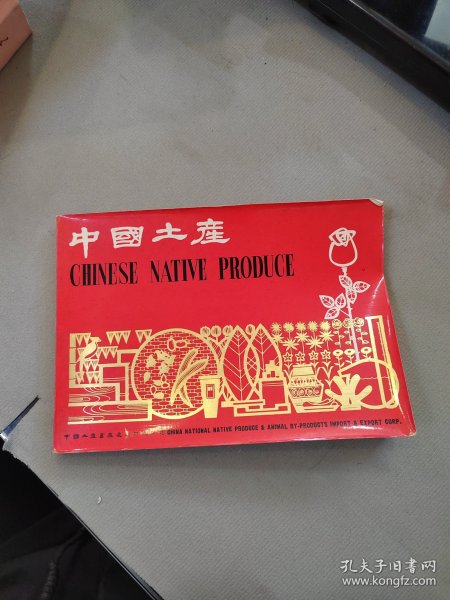 中國土産
CHINESE NATIVE PRODUCE
CHINA NATIONAL NATIVE PRODUCE & ANIMAL BY-PRODUCTS IMPORT & EXPORT CORP.
孔夫子旧书网
www.kongfz.com